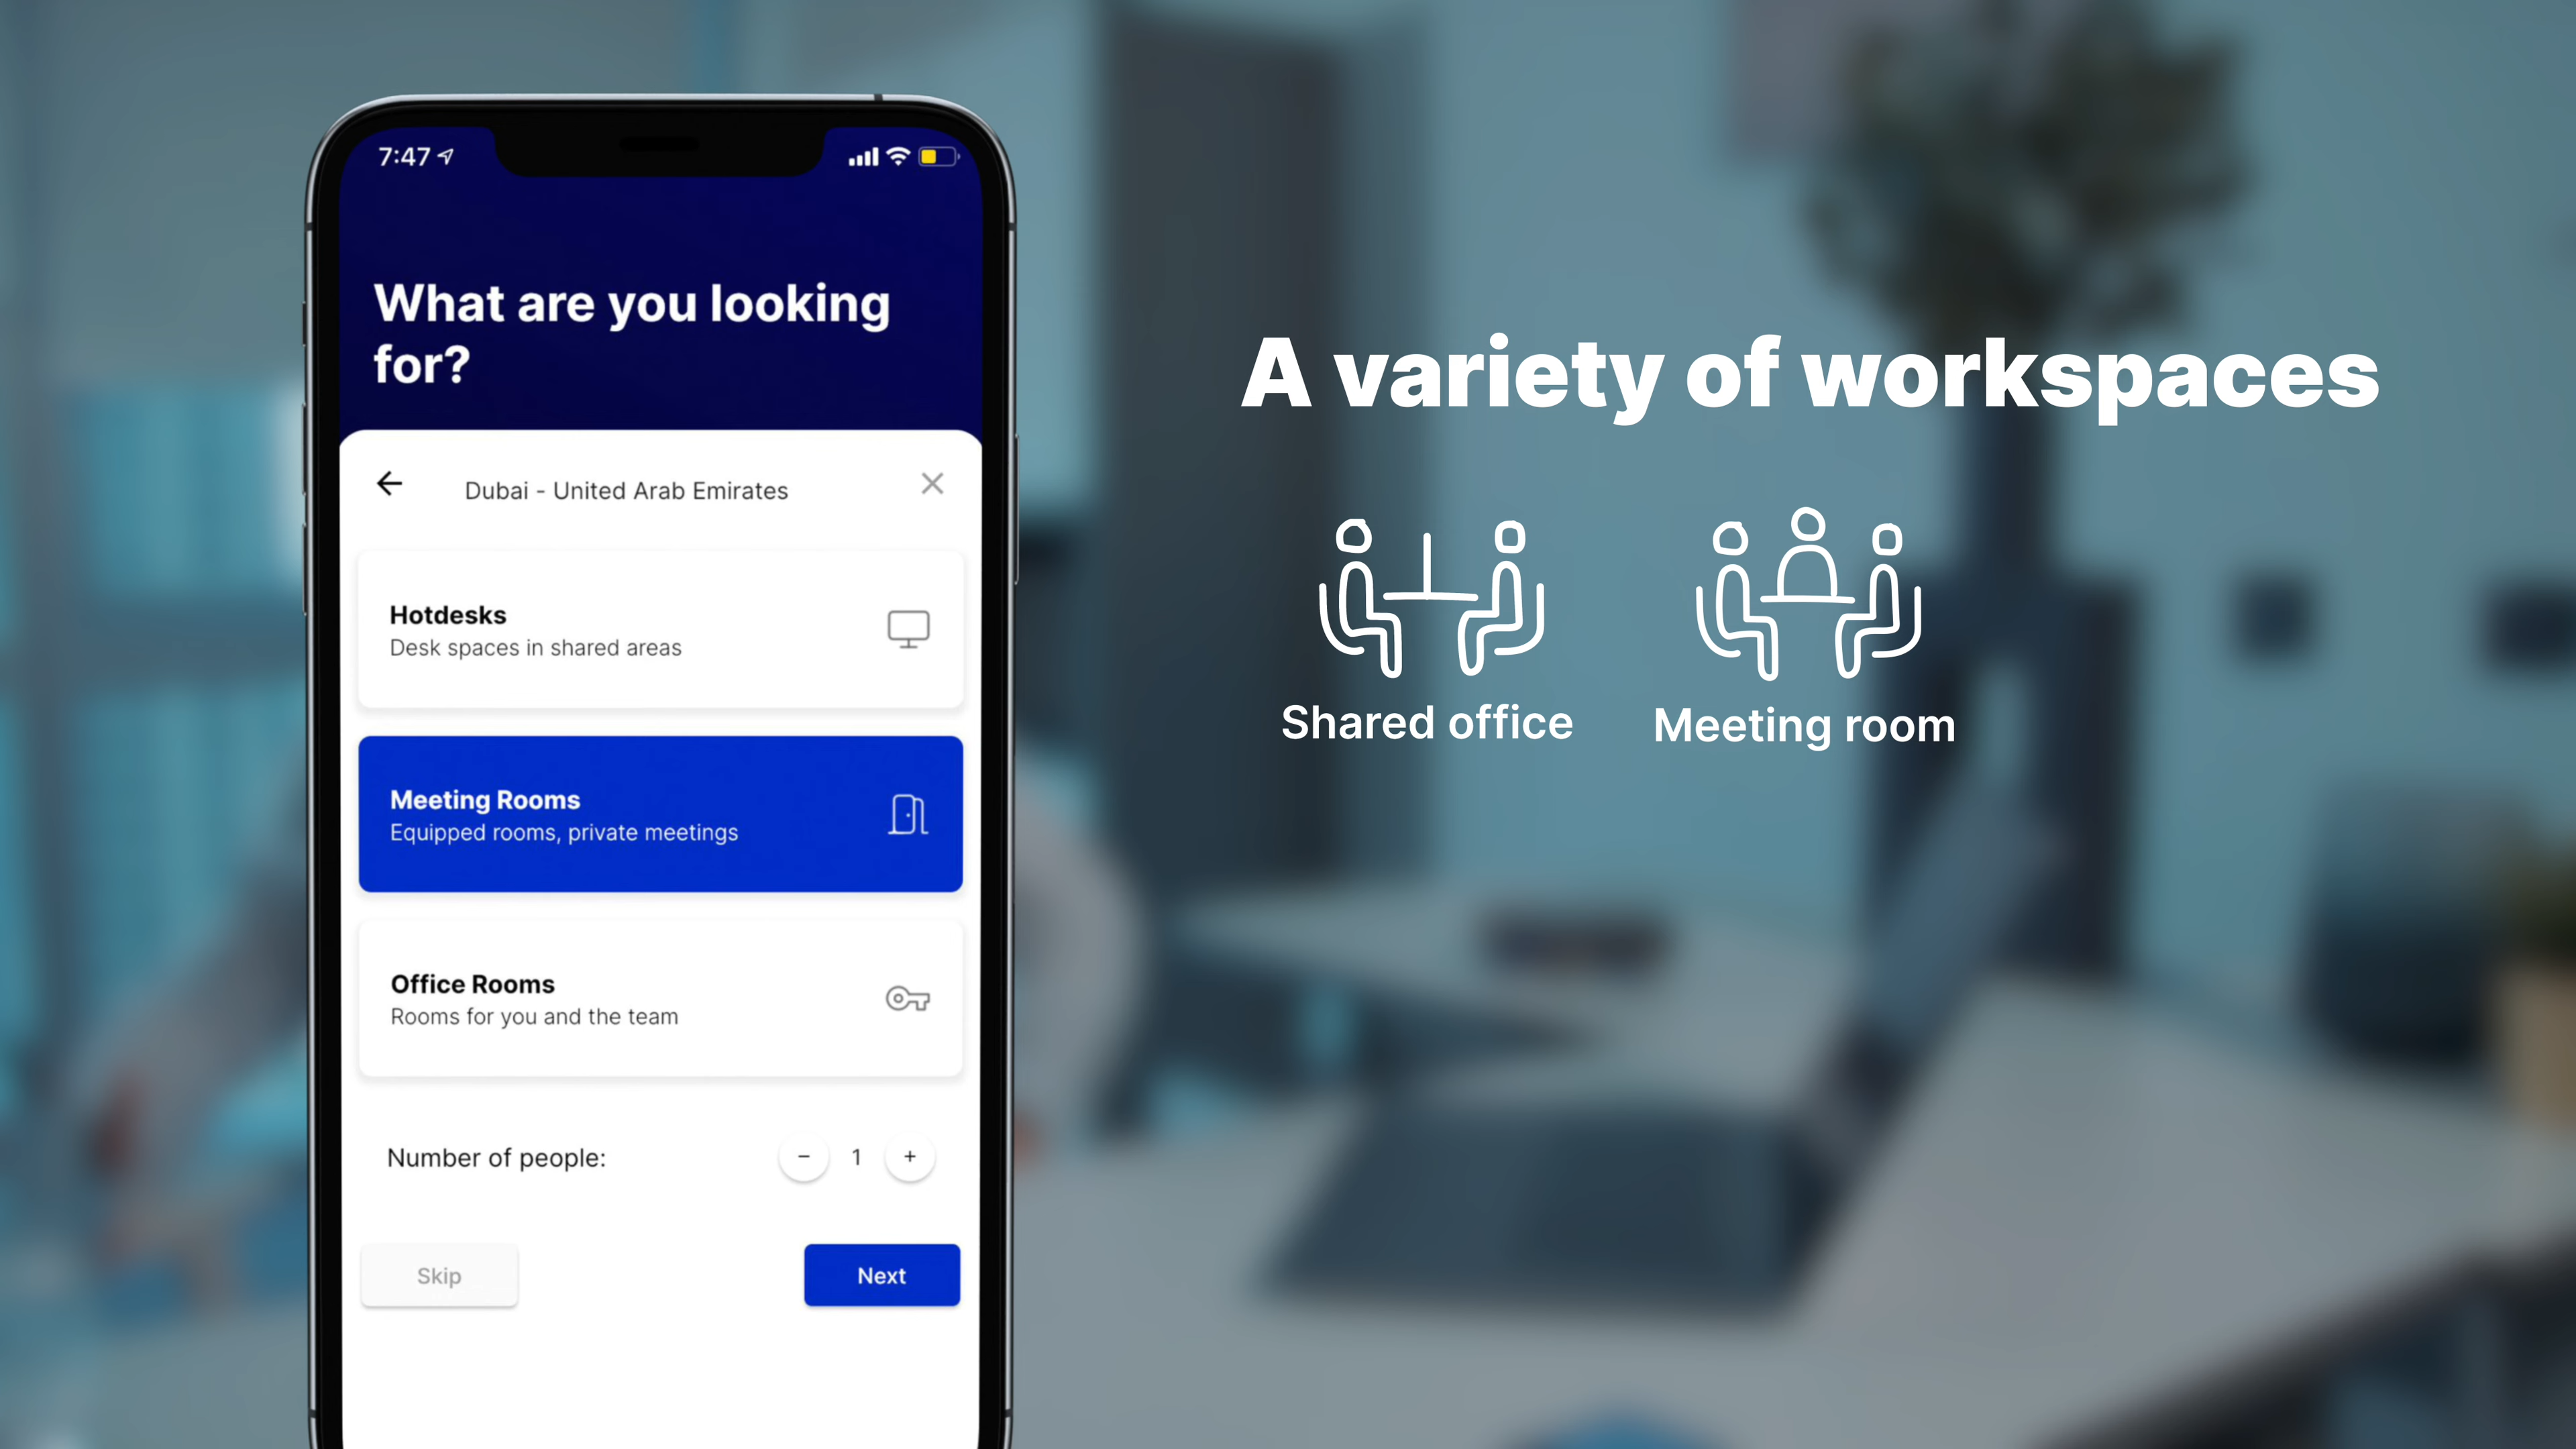 7:47
What are you looking
for?
Dubai - United Arab Emirates
Hotdesks
Desk spaces in shared areas
Meeting Rooms
Equipped rooms, private meetings
Office Rooms
Rooms for you and the team
Number of people:
1
Skip
Next
A variety of workspaces
Shared office
Meeting room